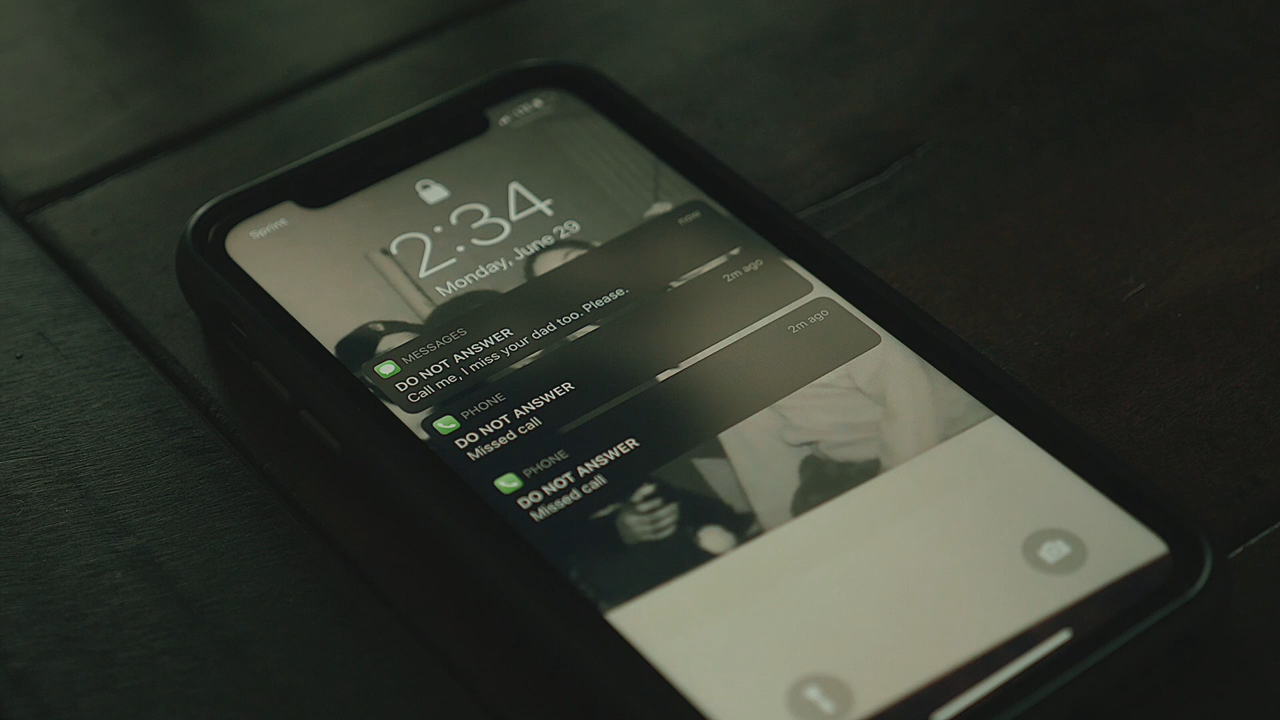 Sprint
2:34
Monday, June 29
MESSAGES
now
DO NOT ANSWER
Call me, I miss your dad too. Please.
PHONE
2m ago
DO NOT ANSWER
Missed call
PHONE
2m ago
DO NOT ANSWER
Missed call